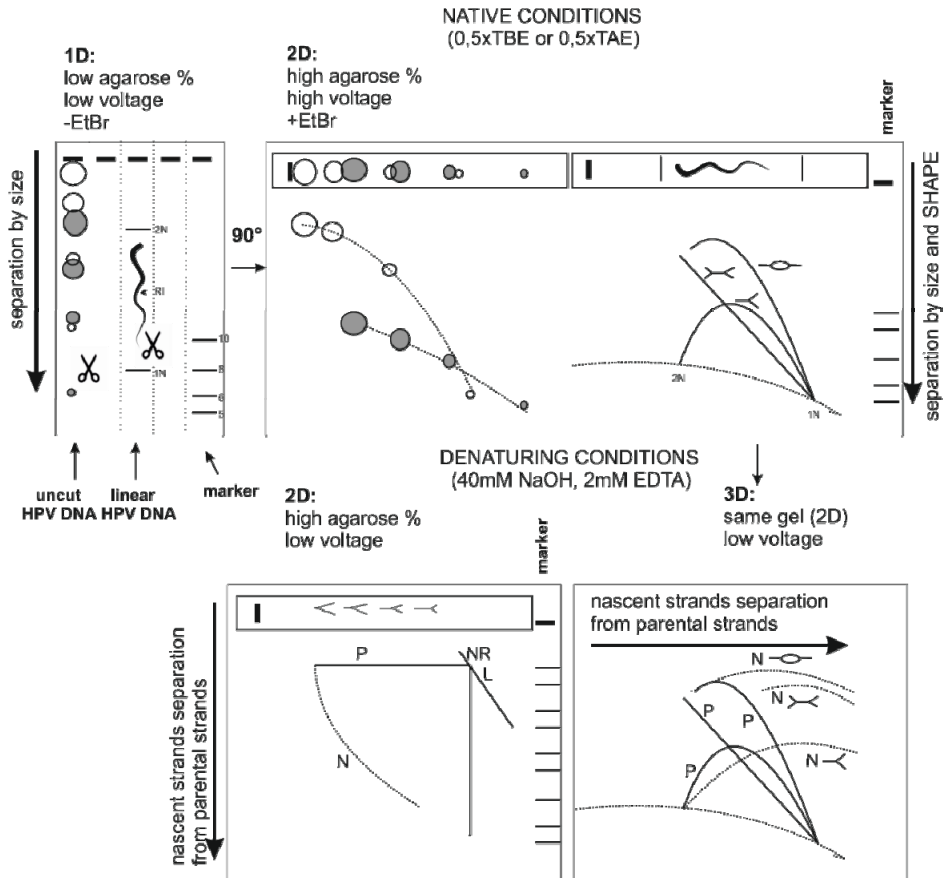 NATIVE CONDITIONS
(0,5xTBE or 0,5xTAE)
1D:
low agarose %
low voltage
-EtBr
2D:
high agarose %
high voltage
+EtBr
marker
separation by size
2N
RI
1N
10
8
6
5
90°
2N
1N
separation by size and SHAPE
uncut
HPV DNA
linear
HPV DNA
marker
DENATURING CONDITIONS
(40mM NaOH, 2mM EDTA)
2D:
high agarose %
low voltage
marker
3D:
same gel (2D)
low voltage
nascent strands separation
from parental strands
P
NR
L
N
nascent strands separation
from parental strands
N
N
P
P
P
N